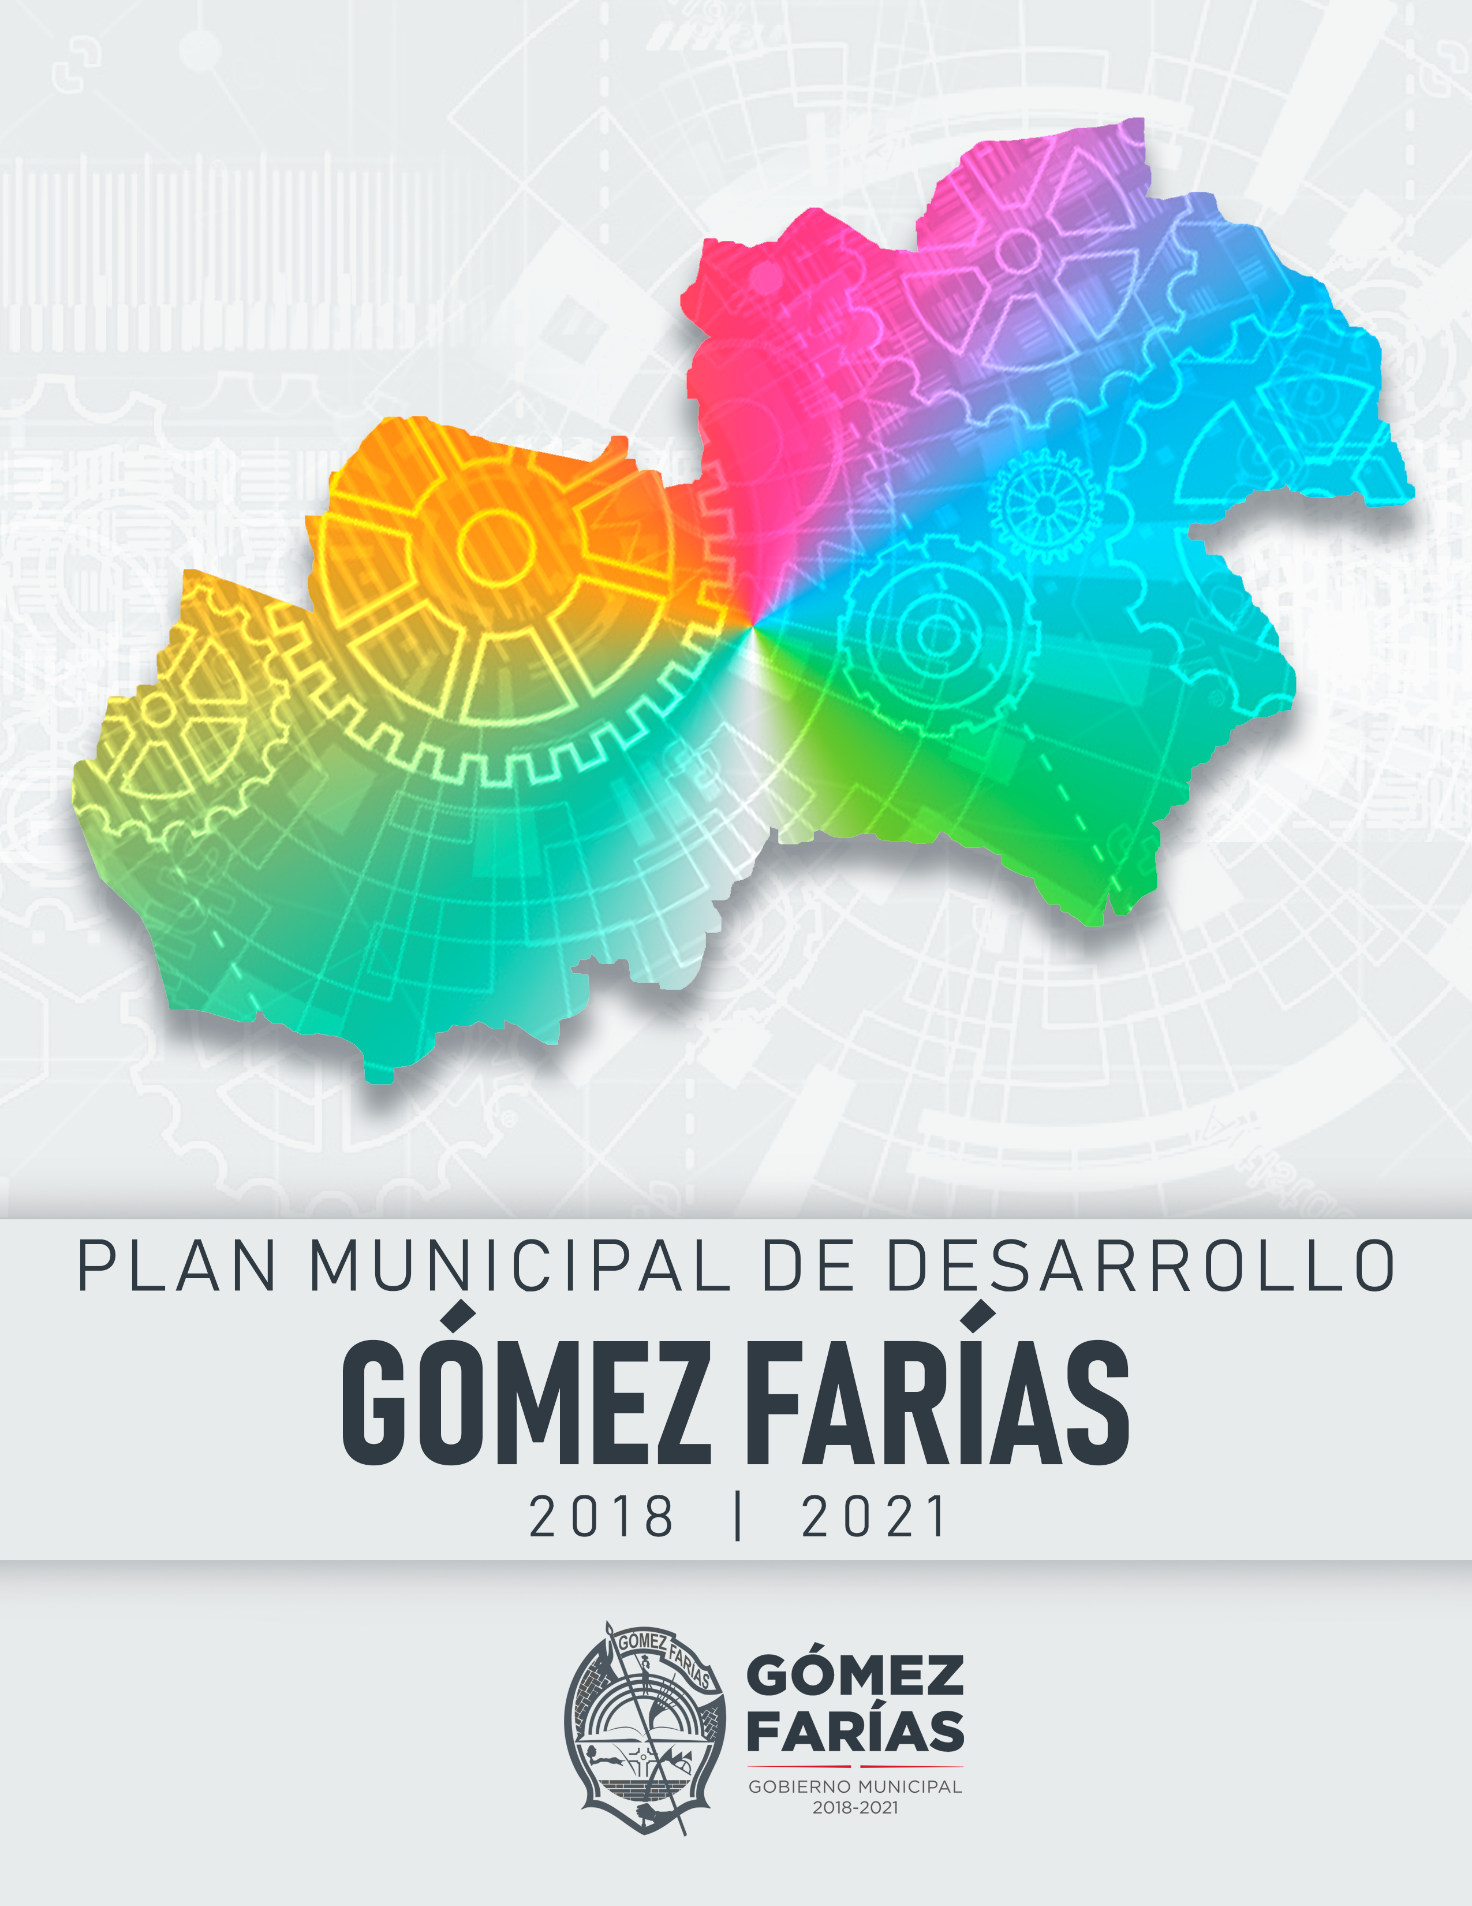 PLAN MUNICIPAL DE DESARROLLO
GÓMEZ FARÍAS
2018 | 2021
GÓMEZ FARÍAS
GÓMEZ
FARÍAS
GOBIERNO MUNICIPAL
2018-2021